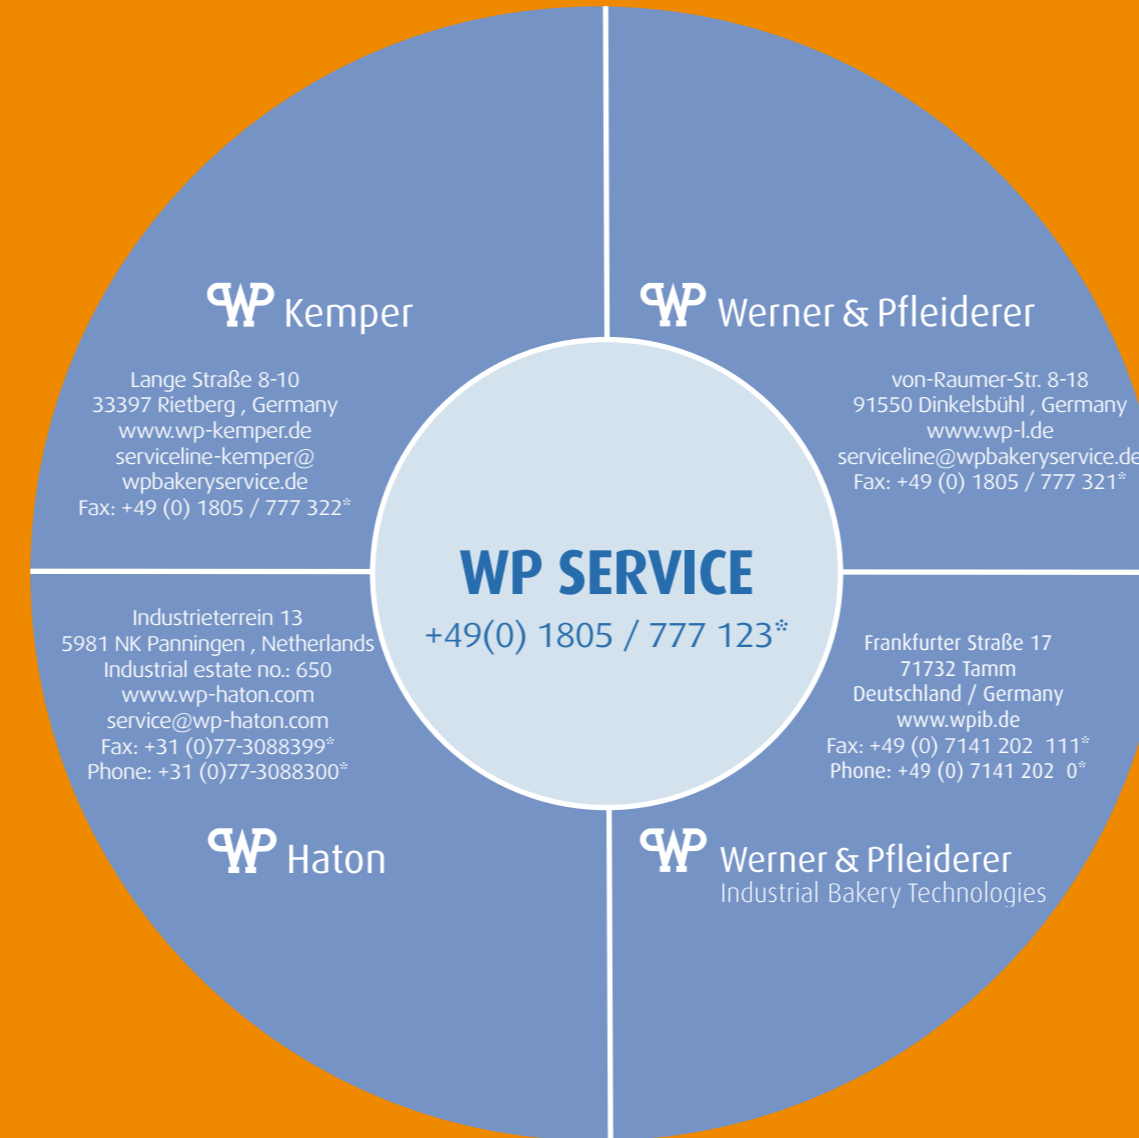 WP Kemper
Lange Straße 8-10
33397 Rietberg , Germany
www.wp-kemper.de
serviceline-kemper@
wpbakeryservice.de
Fax: +49 (0) 1805 / 777 322*
WP Werner & Pfleiderer
von-Raumer-Str. 8-18
91550 Dinkelsbühl , Germany
www.wp-l.de
serviceline@wpbakeryservice.de
Fax: +49 (0) 1805 / 777 321*
WP SERVICE
+49(0) 1805 / 777 123*
Industrieterrein 13
5981 NK Panningen , Netherlands
Industrial estate no.: 650
www.wp-haton.com
service@wp-haton.com
Fax: +31 (0)77-3088399*
Phone: +31 (0)77-3088300*
WP Haton
Frankfurter Straße 17
71732 Tamm
Deutschland / Germany
www.wpib.de
Fax: +49 (0) 7141 202  111*
Phone: +49 (0) 7141 202  0*
WP Werner & Pfleiderer
Industrial Bakery Technologies